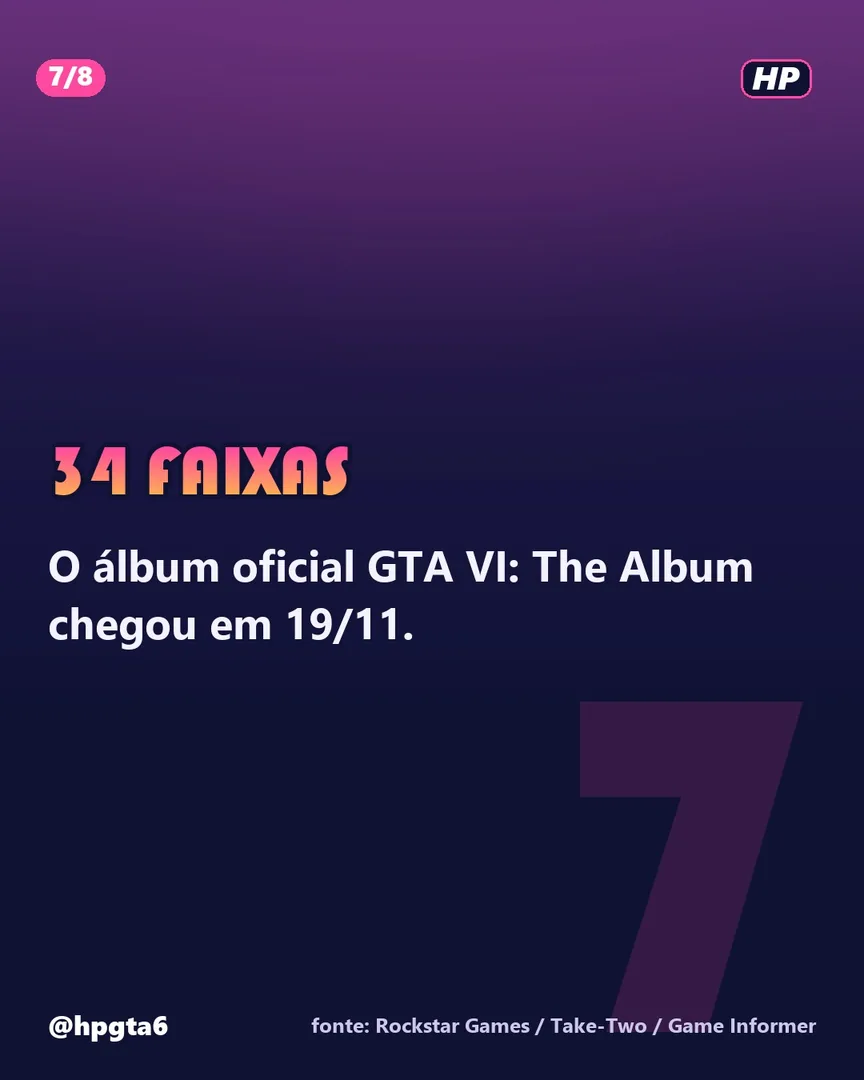 7/8
HP
34 FAIXAS
O álbum oficial GTA VI: The Album
chegou em 19/11.
7
@hpgta6
fonte: Rockstar Games / Take-Two / Game Informer